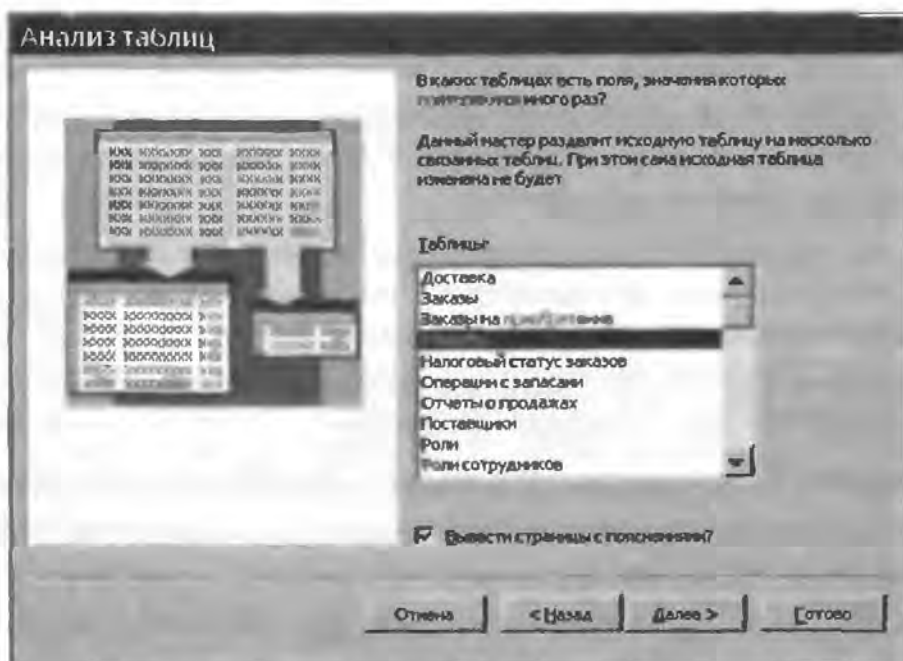 Анализ таблиц
В каких таблицах есть поля, значения которых
много раз?
Данный мастер разделит исходную таблицу на несколько
связанных таблиц. При этом сама исходная таблица
изменена не будет
Таблицы:
Доставка
Заказы
Заказы на
Налоговый статус заказов
Операции с запасами
Отчеты о продажах
Поставщики
Роли
Роли сотрудников
Вывести страницы с пояснениями?
Отмена
< Назад
Далее >
Готово